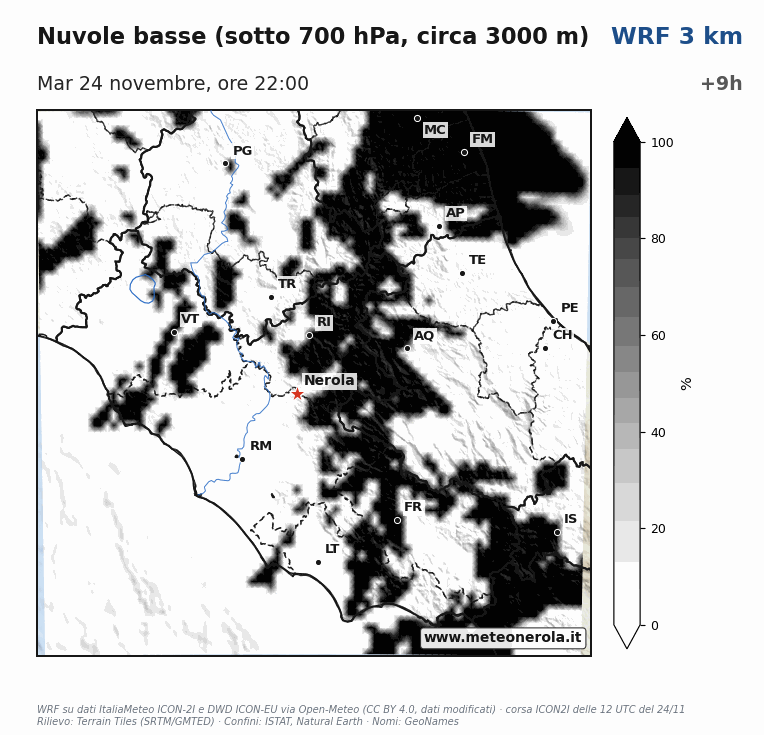 Nuvole basse (sotto 700 hPa, circa 3000 m) WRF 3 km
Mar 24 novembre, ore 22:00 +9h
MC
FM
PG
AP
TE
TR
PE
VT
RI
AQ
CH
Nerola
RM
FR
IS
LT
100
80
60
40
20
0
%
www.meteonerola.it
WRF su dati ItaliaMeteo ICON-2I e DWD ICON-EU via Open-Meteo (CC BY 4.0, dati modificati) · corsa ICON2I delle 12 UTC del 24/11
Rilievo: Terrain Tiles (SRTM/GMTED) · Confini: ISTAT, Natural Earth · Nomi: GeoNames